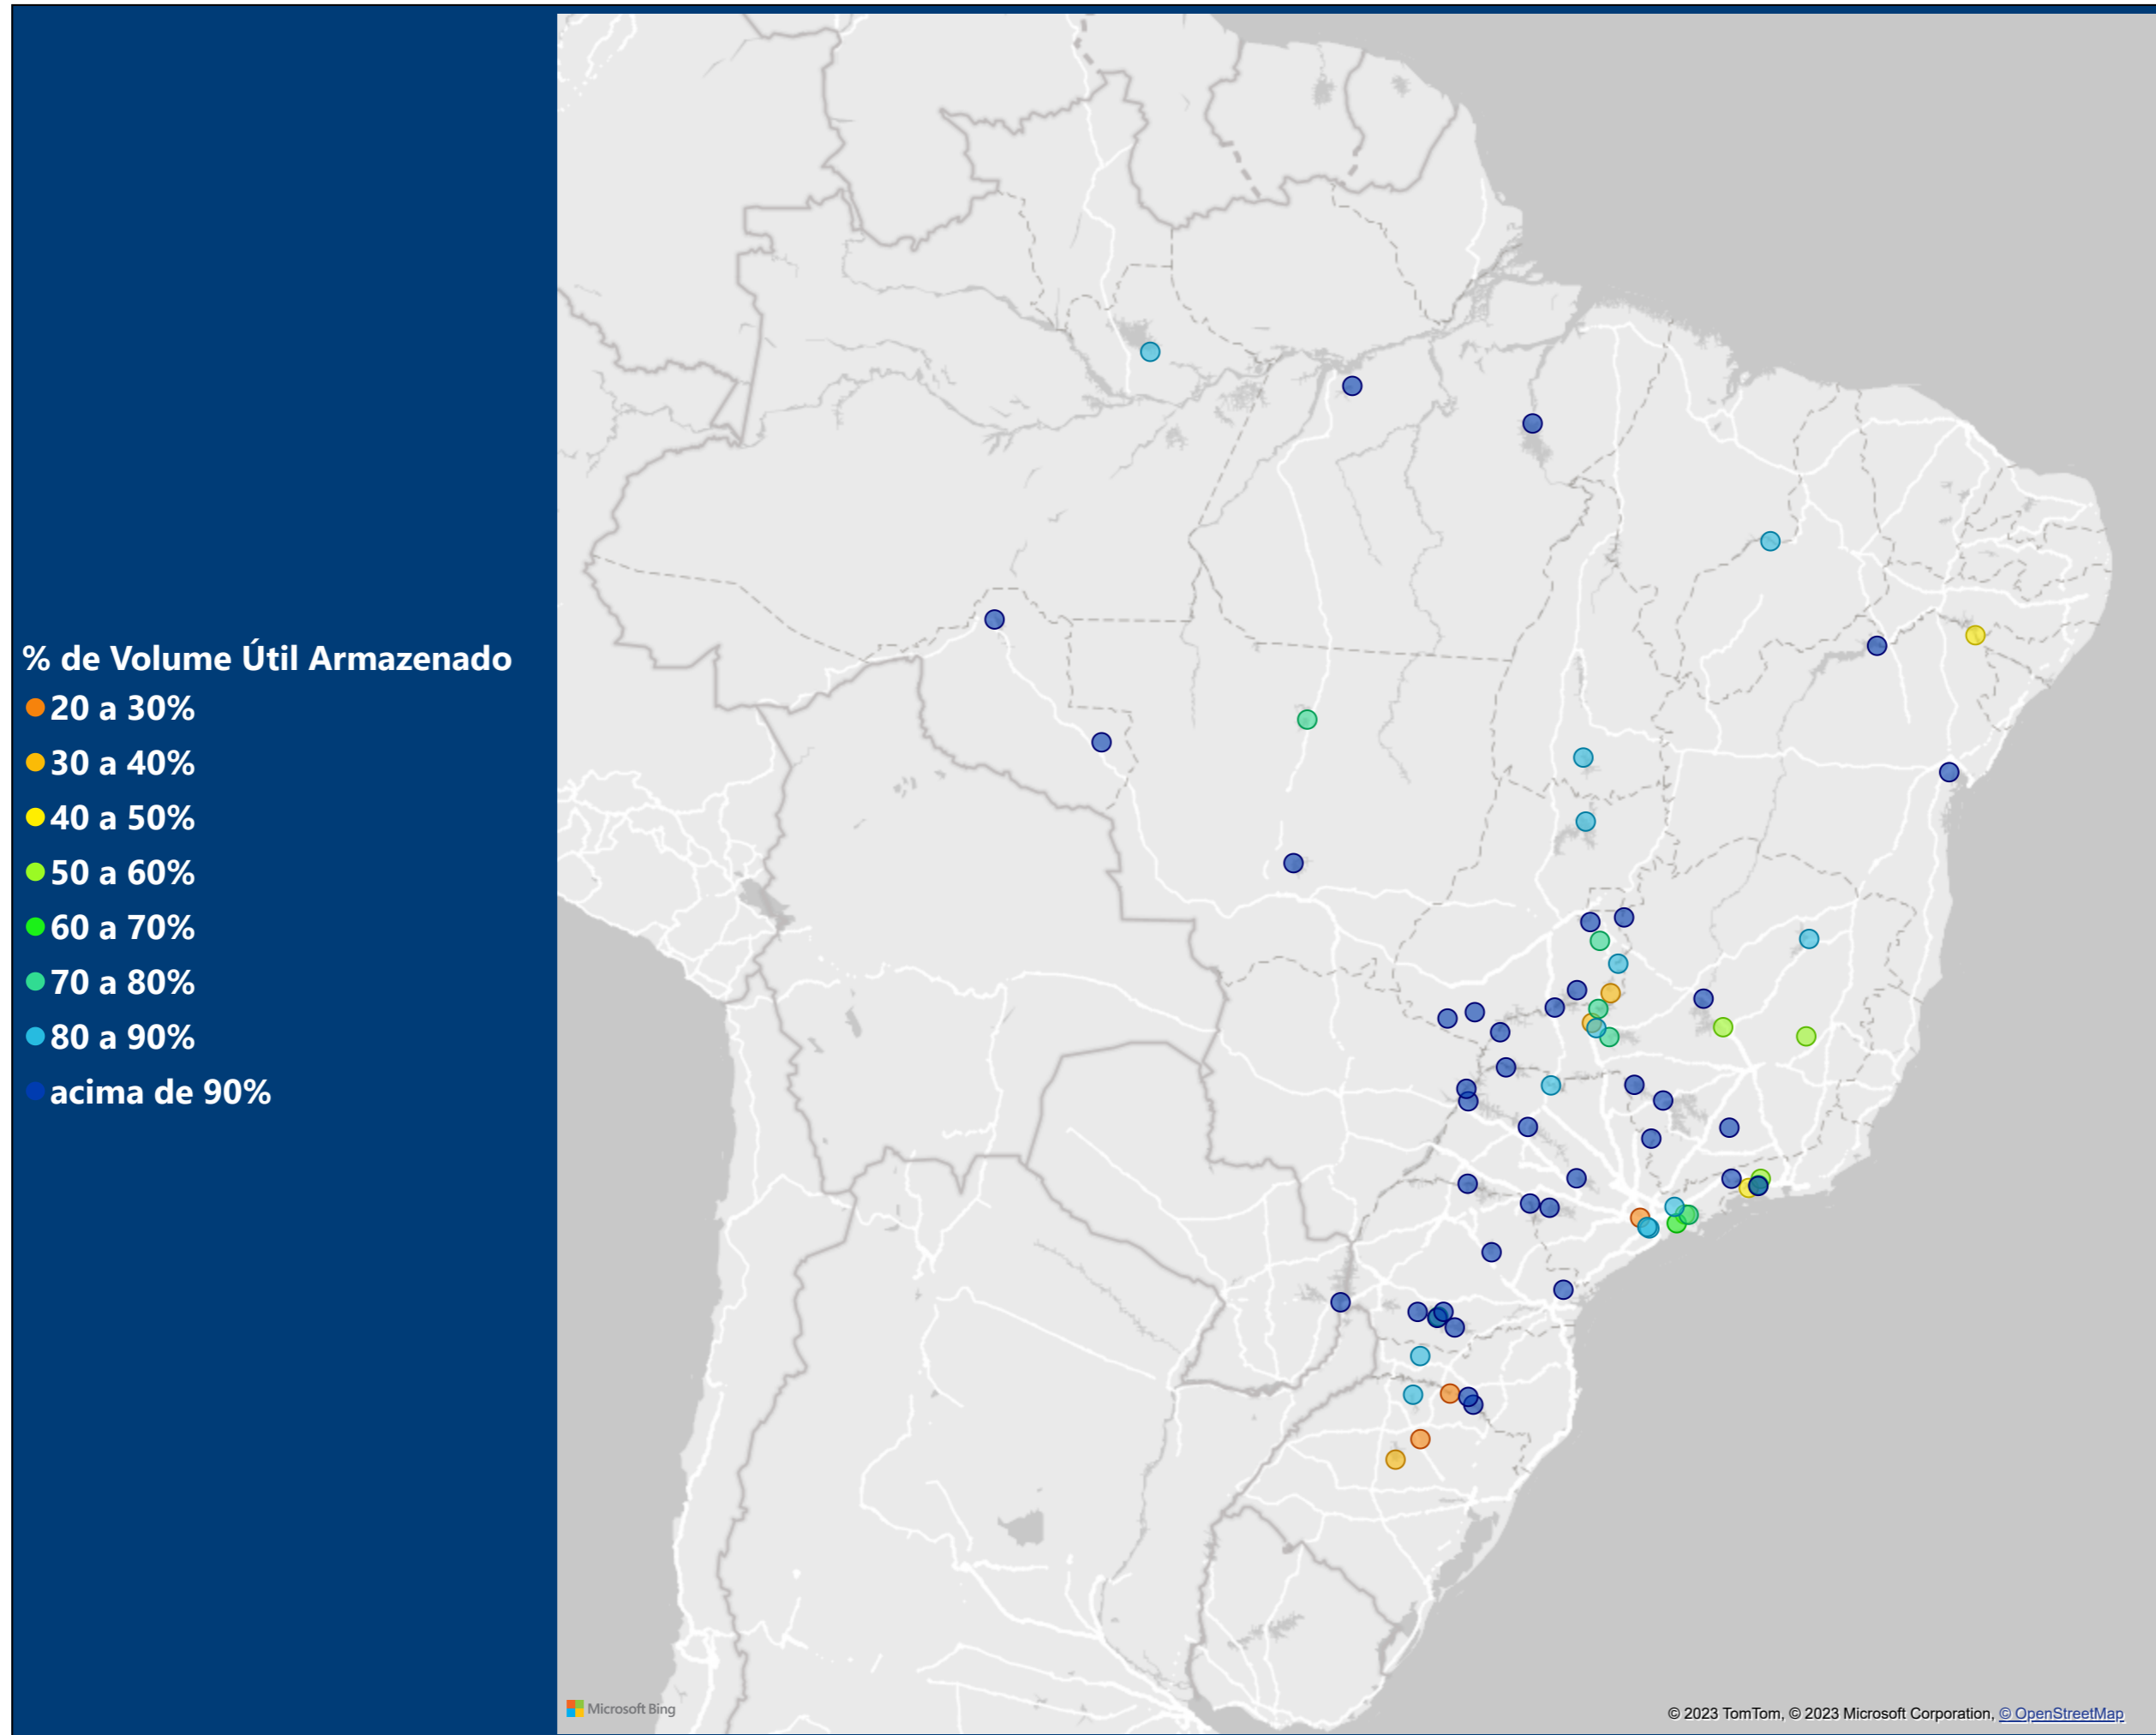 % de Volume Útil Armazenado
20 a 30%
30 a 40%
40 a 50%
50 a 60%
60 a 70%
70 a 80%
80 a 90%
acima de 90%
Microsoft Bing
© 2023 TomTom, © 2023 Microsoft Corporation, © OpenStreetMap